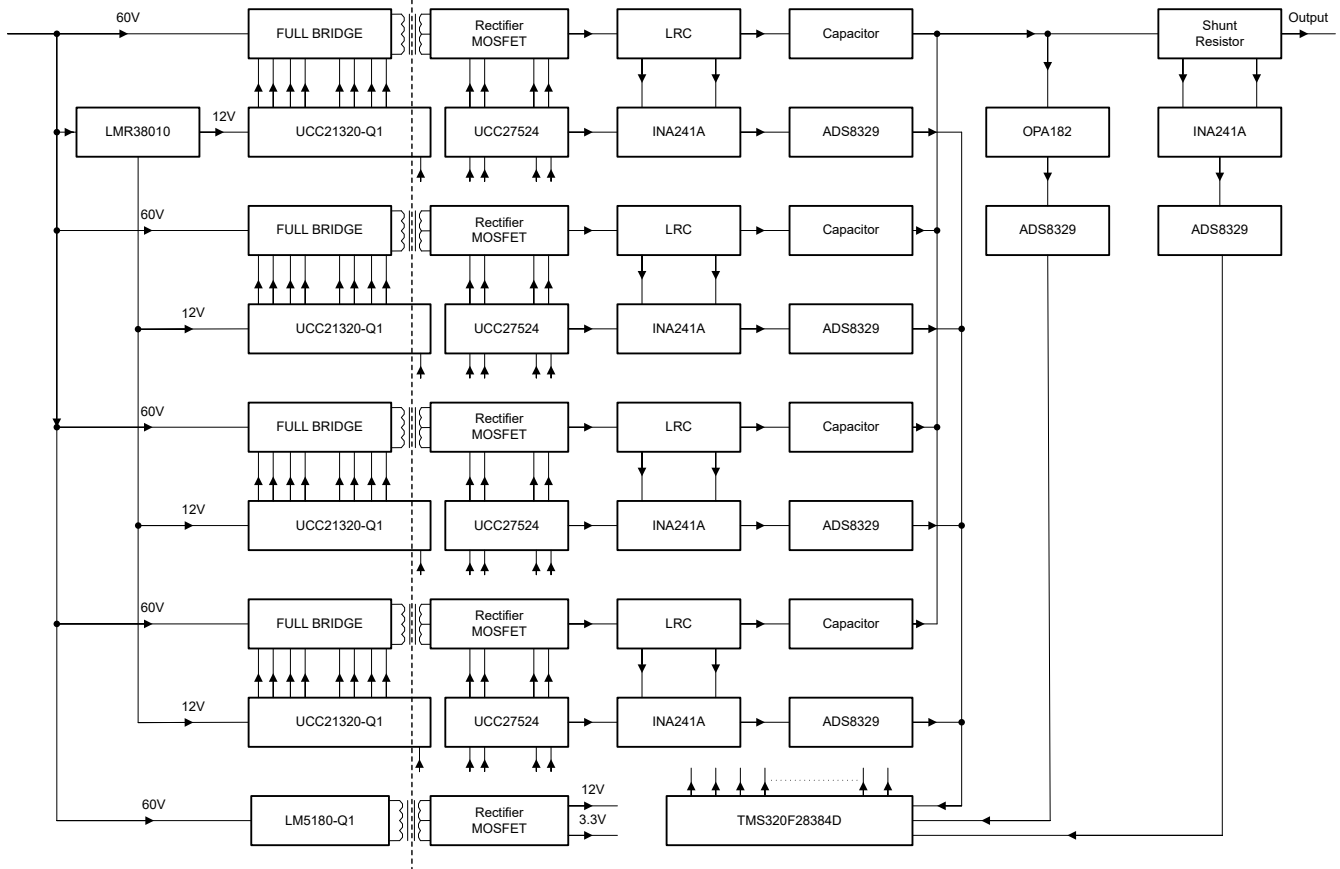 60V
FULL BRIDGE
Rectifier
MOSFET
LRC
Capacitor
Shunt
Resistor
Output
LMR38010
12V
UCC21320-Q1
UCC27524
INA241A
ADS8329
OPA182
INA241A
60V
FULL BRIDGE
Rectifier
MOSFET
LRC
Capacitor
ADS8329
ADS8329
12V
UCC21320-Q1
UCC27524
INA241A
ADS8329
60V
FULL BRIDGE
Rectifier
MOSFET
LRC
Capacitor
12V
UCC21320-Q1
UCC27524
INA241A
ADS8329
60V
FULL BRIDGE
Rectifier
MOSFET
LRC
Capacitor
12V
UCC21320-Q1
UCC27524
INA241A
ADS8329
60V
LM5180-Q1
Rectifier
MOSFET
12V
3.3V
TMS320F28384D